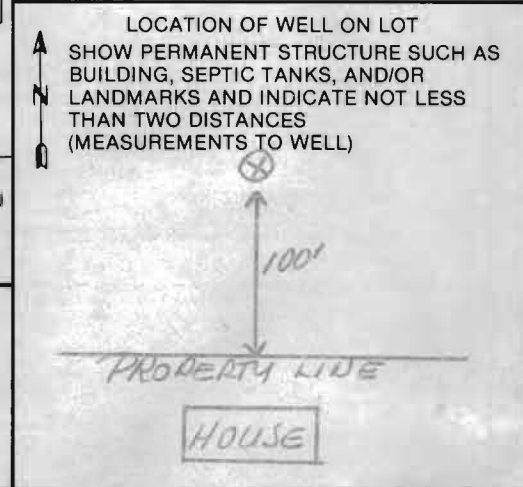 LOCATION OF WELL ON LOT
SHOW PERMANENT STRUCTURE SUCH AS
BUILDING, SEPTIC TANKS, AND/OR
N LANDMARKS AND INDICATE NOT LESS
THAN TWO DISTANCES
(MEASUREMENTS TO WELL)
100'
PROPERTY LINE
HOUSE